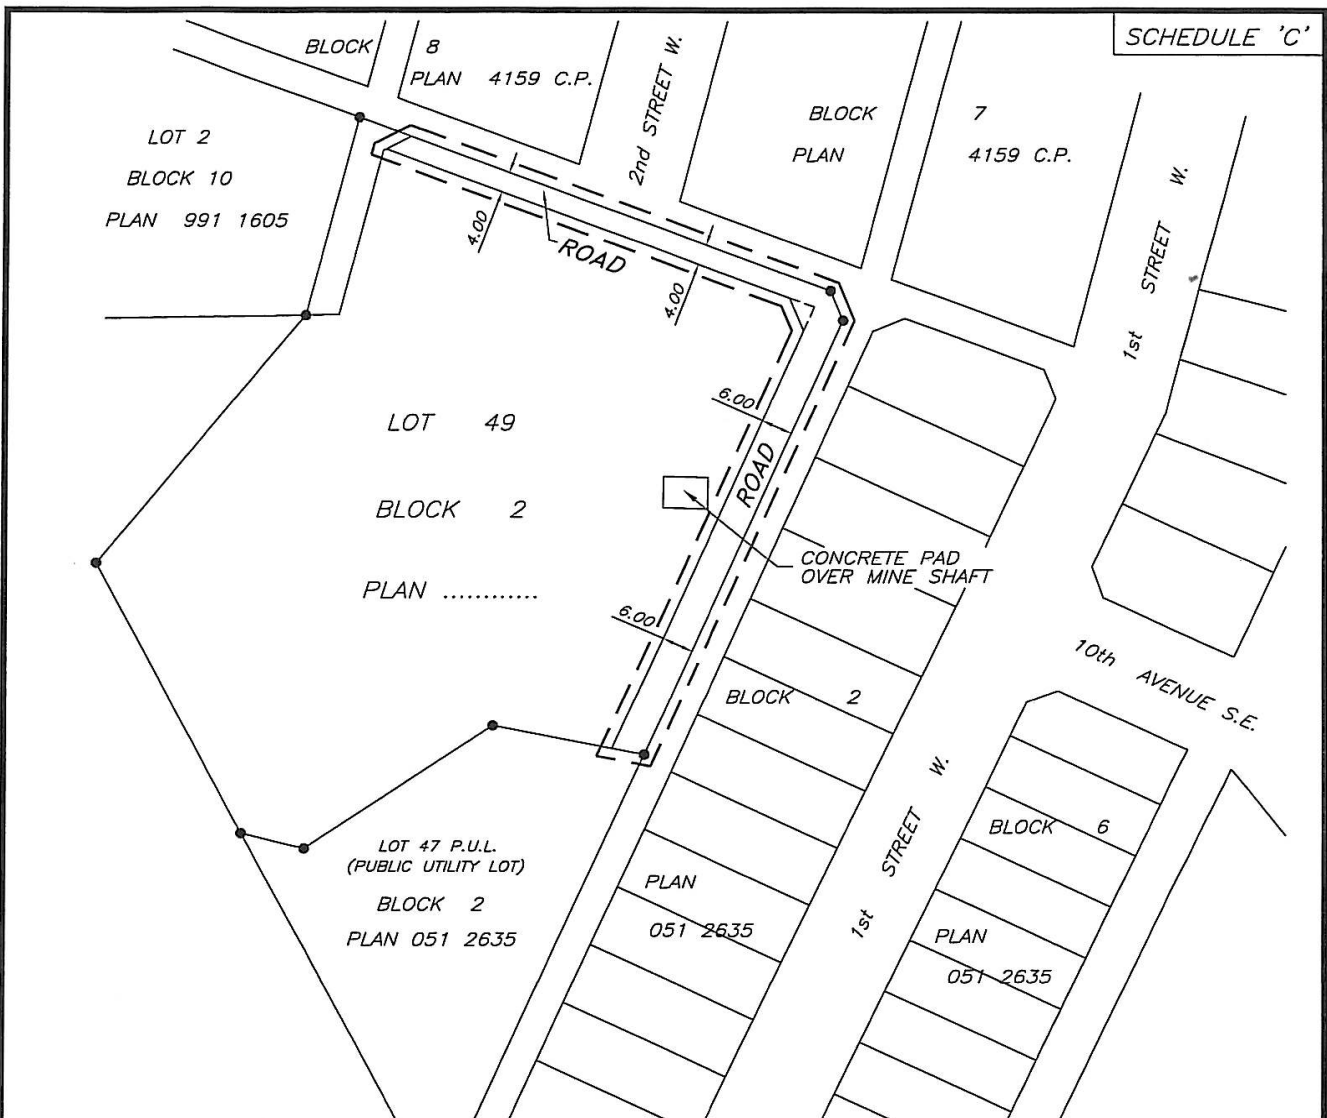 SCHEDULE 'C'
BLOCK 8
PLAN 4159 C.P.
2nd STREET W.
BLOCK 7
PLAN 4159 C.P.
LOT 2
BLOCK 10
PLAN 991 1605
1st STREET W.
4.00
ROAD
4.00
6.00
ROAD
LOT 49
BLOCK 2
PLAN ............
CONCRETE PAD
OVER MINE SHAFT
6.00
10th AVENUE S.E.
BLOCK 2
1st STREET W.
BLOCK 6
LOT 47 P.U.L.
(PUBLIC UTILITY LOT)
BLOCK 2
PLAN 051 2635
PLAN
051 2635
PLAN
051 2635